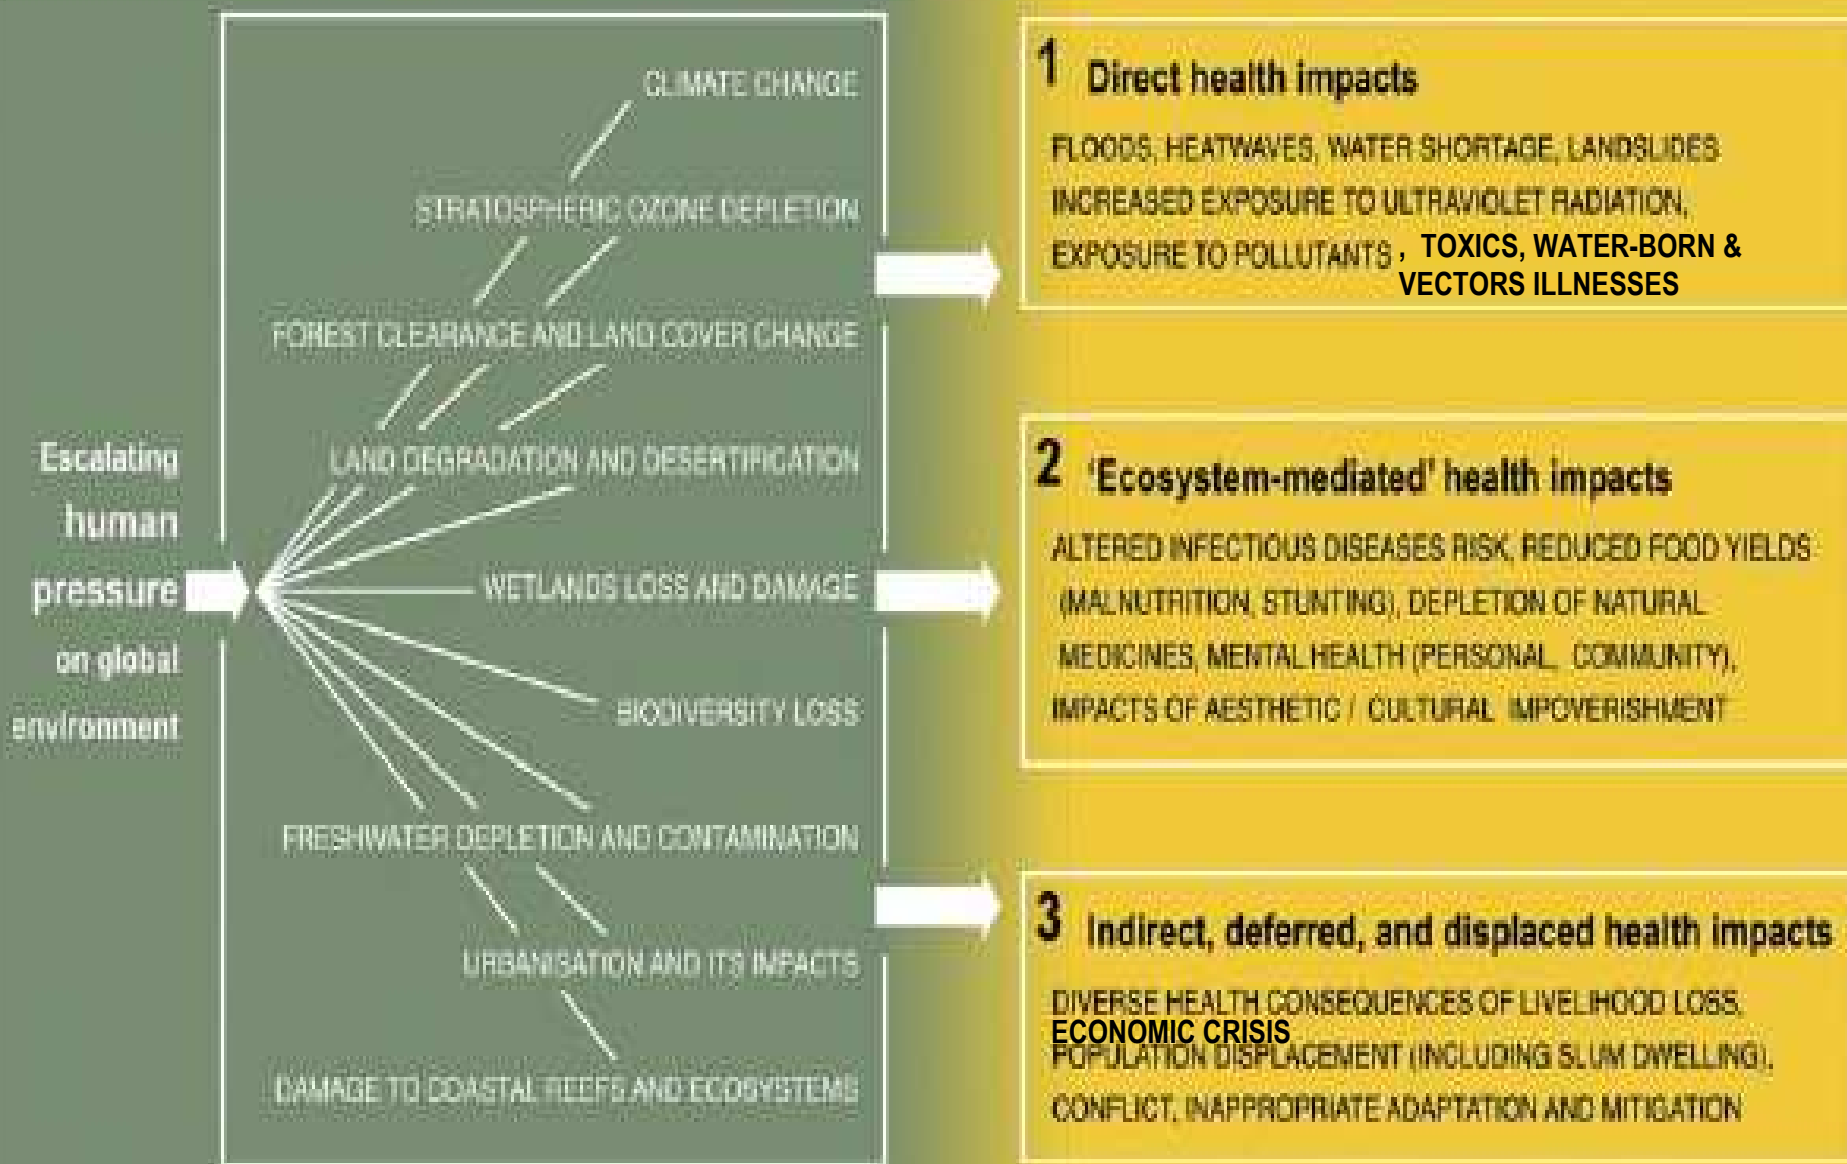 Escalating
human
pressure
on global
environment
CLIMATE CHANGE
STRATOSPHERIC OZONE DEPLETION
FOREST CLEARANCE AND LAND COVER CHANGE
LAND DEGRADATION AND DESERTIFICATION
WETLANDS LOSS AND DAMAGE
BIODIVERSITY LOSS
FRESHWATER DEPLETION AND CONTAMINATION
URBANISATION AND ITS IMPACTS
DAMAGE TO COASTAL REEFS AND ECOSYSTEMS
1 Direct health impacts
FLOODS, HEATWAVES, WATER SHORTAGE, LANDSLIDES
INCREASED EXPOSURE TO ULTRAVIOLET RADIATION,
EXPOSURE TO POLLUTANTS , TOXICS, WATER-BORN &
VECTORS ILLNESSES
2 'Ecosystem-mediated' health impacts
ALTERED INFECTIOUS DISEASES RISK, REDUCED FOOD YIELDS
(MALNUTRITION, STUNTING), DEPLETION OF NATURAL
MEDICINES, MENTAL HEALTH (PERSONAL, COMMUNITY),
IMPACTS OF AESTHETIC / CULTURAL IMPOVERISHMENT
3 Indirect, deferred, and displaced health impacts
DIVERSE HEALTH CONSEQUENCES OF LIVELIHOOD LOSS,
ECONOMIC CRISIS
POPULATION DISPLACEMENT (INCLUDING SLUM DWELLING),
CONFLICT, INAPPROPRIATE ADAPTATION AND MITIGATION